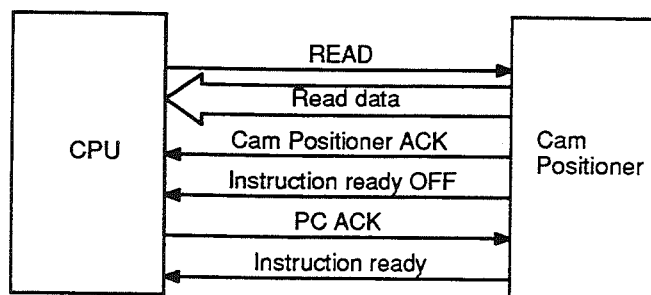 READ
Read data
CPU
Cam Positioner ACK
Cam
Positioner
Instruction ready OFF
PC ACK
Instruction ready